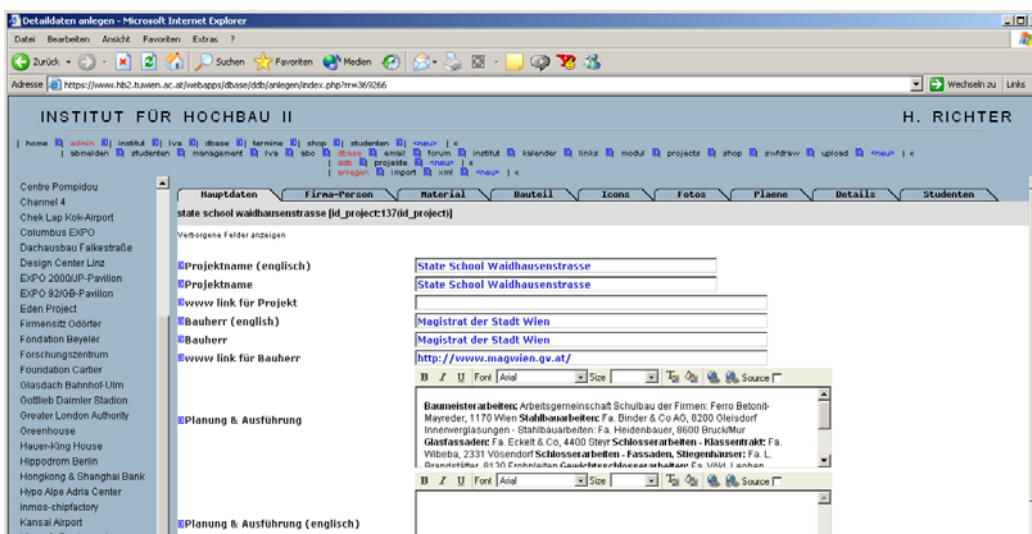 Detaildaten anlegen - Microsoft Internet Explorer
Datei Bearbeiten Ansicht Favoriten Extras ?
Zurück Suchen Favoriten Medien
Adresse https://www.hb2.tuwien.ac.at/webapps/dbase/ddb/anlegen/index.php?rr=369266 Wechseln zu Links
INSTITUT FÜR HOCHBAU II H. RICHTER
| home admin | institut | lva dbase | termine | shop | studenten | <neu> | <
| abmelden studenten management lva abo dbase email forum institut kalender links modul projects shop swfdraw upload <neu> | <
| ddb projekte <neu> | <
| anlegen import xml <neu> | <
Hauptdaten Firma-Person Material Bauteil Icons Fotos Plaene Details Studenten
state school waidhausenstrasse [id_project:137(id_project)]
Verborgene Felder anzeigen
Centre Pompidou
Channel 4
Chek Lap Kok-Airport
Columbus EXPO
Dachausbau Falkestraße
Design Center Linz
EXPO 2000/JP-Pavilion
EXPO 92/GB-Pavilion
Eden Project
Firmensitz Odörfer
Fondation Beyeler
Forschungszentrum
Foundation Cartier
Glasdach Bahnhof-Ulm
Gottlieb Daimler Stadion
Greater London Authority
Greenhouse
Hauer-King House
Hippodrom Berlin
Hongkong & Shanghai Bank
Hypo Alpe Adria Center
Inmos-chipfactory
Kansai Airport
Projektname (englisch) State School Waidhausenstrasse
Projektname State School Waidhausenstrasse
www link für Projekt
Bauherr (english) Magistrat der Stadt Wien
Bauherr Magistrat der Stadt Wien
www link für Bauherr http://www.magwien.gv.at/
B I U Font Arial Size Source
Planung & Ausführung
Baumeisterarbeiten: Arbeitsgemeinschaft Schulbau der Firmen: Ferro Betonit-
Mayreder, 1170 Wien Stahlbauarbeiten: Fa. Binder & Co AG, 8200 Gleisdorf
Innenverglasungen - Stahlbauarbeiten: Fa. Heidenbauer, 8600 Bruck/Mur
Glasfassaden: Fa. Eckelt & Co, 4400 Steyr Schlosserarbeiten - Klassentrakt: Fa.
Wibeba, 2331 Vösendorf Schlosserarbeiten - Fassaden, Stiegenhäuser: Fa. L.
Brandstätter, 8130 Frohnleiten Gewichtsschlosserarbeiten: Fa. Völkl, Leoben
B I U Font Arial Size Source
Planung & Ausführung (englisch)